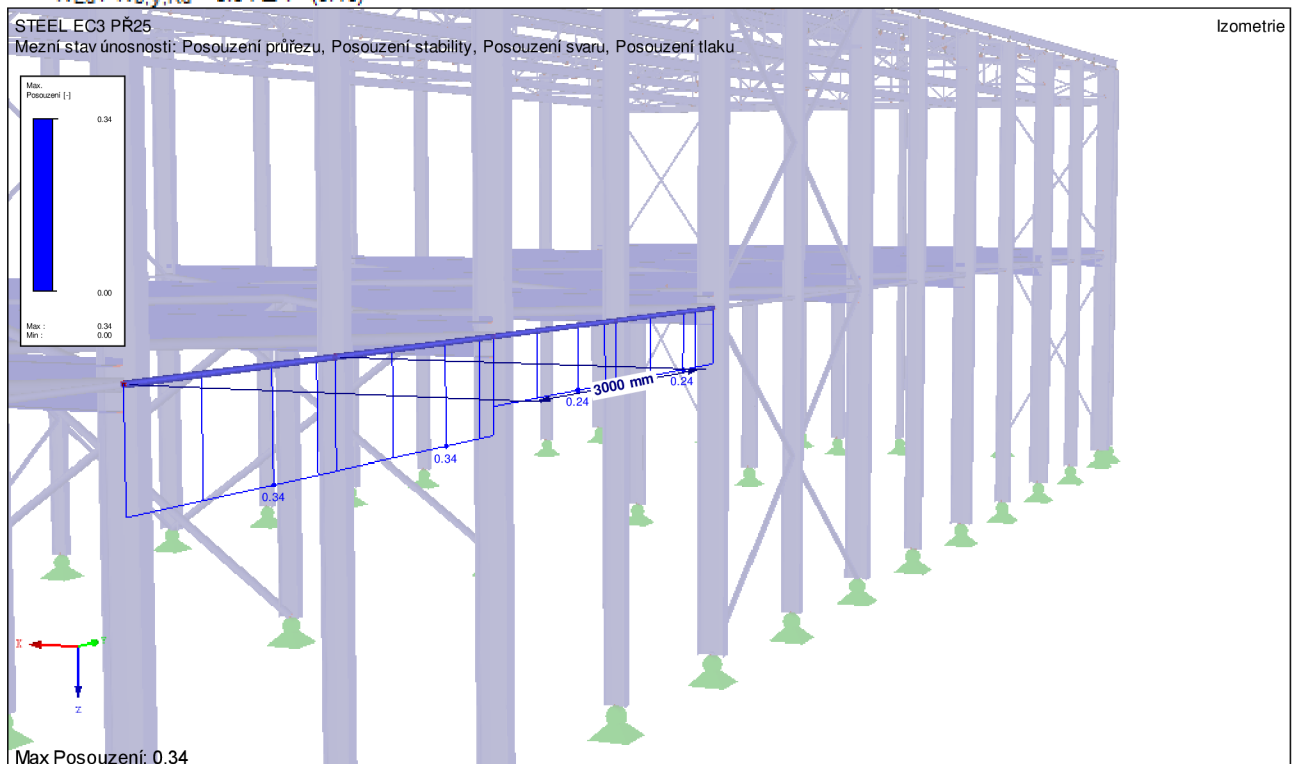 STEEL EC3 PŘ25
Izometrie
Mezní stav únosnosti: Posouzení průřezu, Posouzení stability, Posouzení svaru, Posouzení tlaku
Max.
Posouzení [-]
0.34
0.00
Max : 0.34
Min : 0.00
3000 mm
0.24
0.24
0.34
0.34
X
Z
Max Posouzení: 0.34